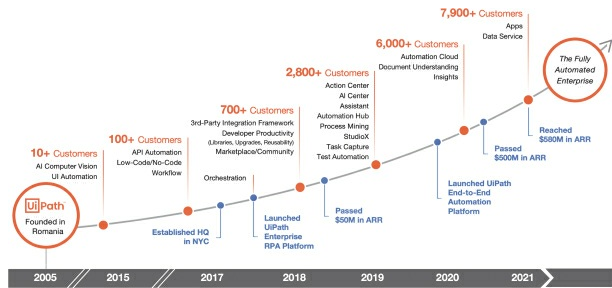 7,900+ Customers
Apps
Data Service
6,000+ Customers
Automation Cloud
Document Understanding
Insights
The Fully
Automated
Enterprise
2,800+ Customers
Action Center
AI Center
Assistant
Automation Hub
Process Mining
StudioX
Task Capture
Test Automation
700+ Customers
3rd-Party Integration Framework
Developer Productivity
(Libraries, Upgrades, Reusability)
Marketplace/Community
Orchestration
100+ Customers
API Automation
Low-Code/No-Code
Workflow
10+ Customers
AI Computer Vision
UI Automation
UiPath
Founded in
Romania
Established HQ
in NYC
Launched
UiPath
Enterprise
RPA Platform
Passed
$50M in ARR
Launched UiPath
End-to-End
Automation
Platform
Passed
$500M in ARR
Reached
$580M in ARR
2005
2015
2017
2018
2019
2020
2021